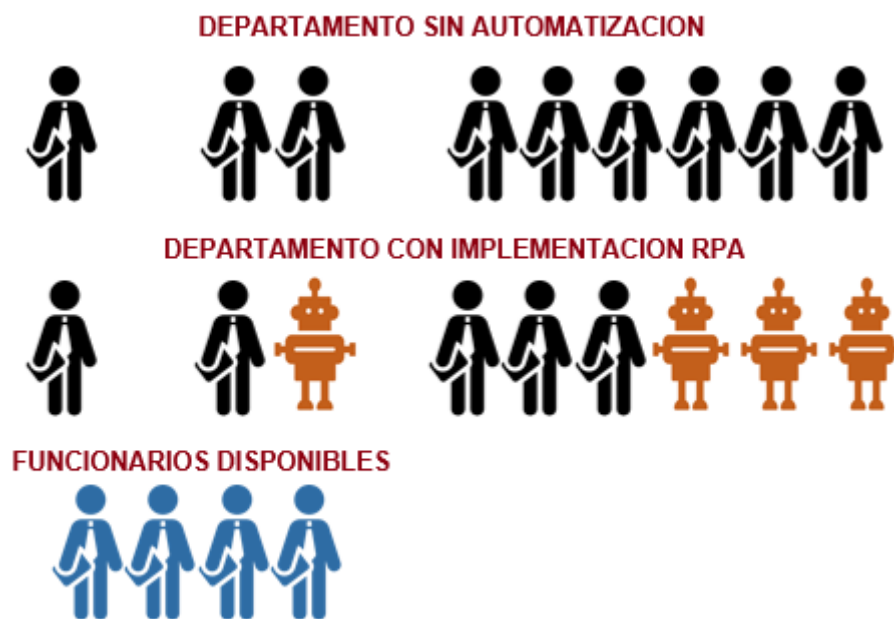 DEPARTAMENTO SIN AUTOMATIZACION
DEPARTAMENTO CON IMPLEMENTACION RPA
FUNCIONARIOS DISPONIBLES